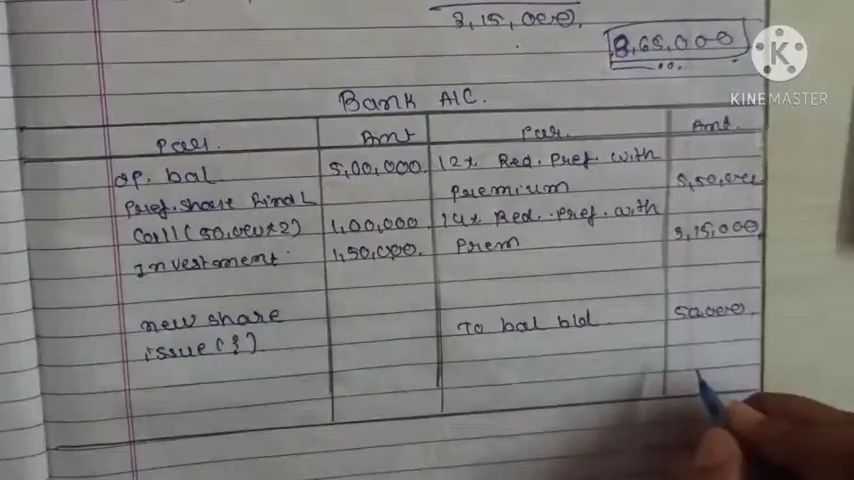 3,15,000
8,65,000
K
KINEMASTER
Bank A/C.
Par. Amt Par. Amt.
op. bal 5,00,000 12% Red. Pref. with
Pref. share Final Premium 5,50,000
Call (50,000×2) 1,00,000 14% Red. Pref. with
Investment 1,50,000. Prem 3,15,000
new share
issue (?) To bal b/d 50,000